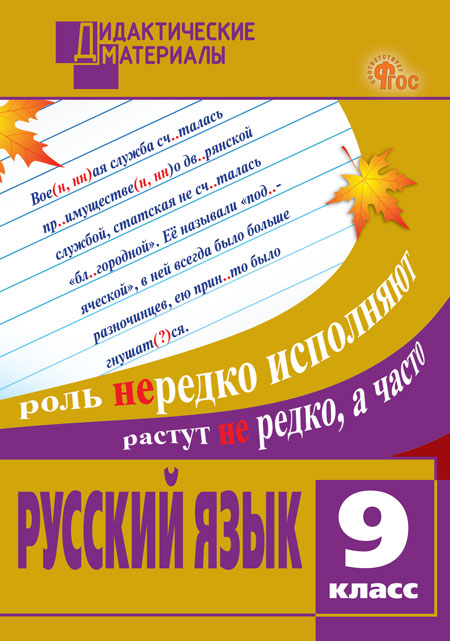 ДИДАКТИЧЕСКИЕ
МАТЕРИАЛЫ
СООТВЕТСТВУЕТ
ФГОС
Вое(н, нн)ая служба сч..талась
пр..имуществе(н, нн)о дв..рянской
службой, статская не сч..талась
«бл..городной». Её называли «под..-
яческой», в ней всегда было больше
разночинцев, ею прин..то было
гнушат(?)ся.
роль нередко исполняют
растут не редко, а часто
РУССКИЙ ЯЗЫК
9
класс